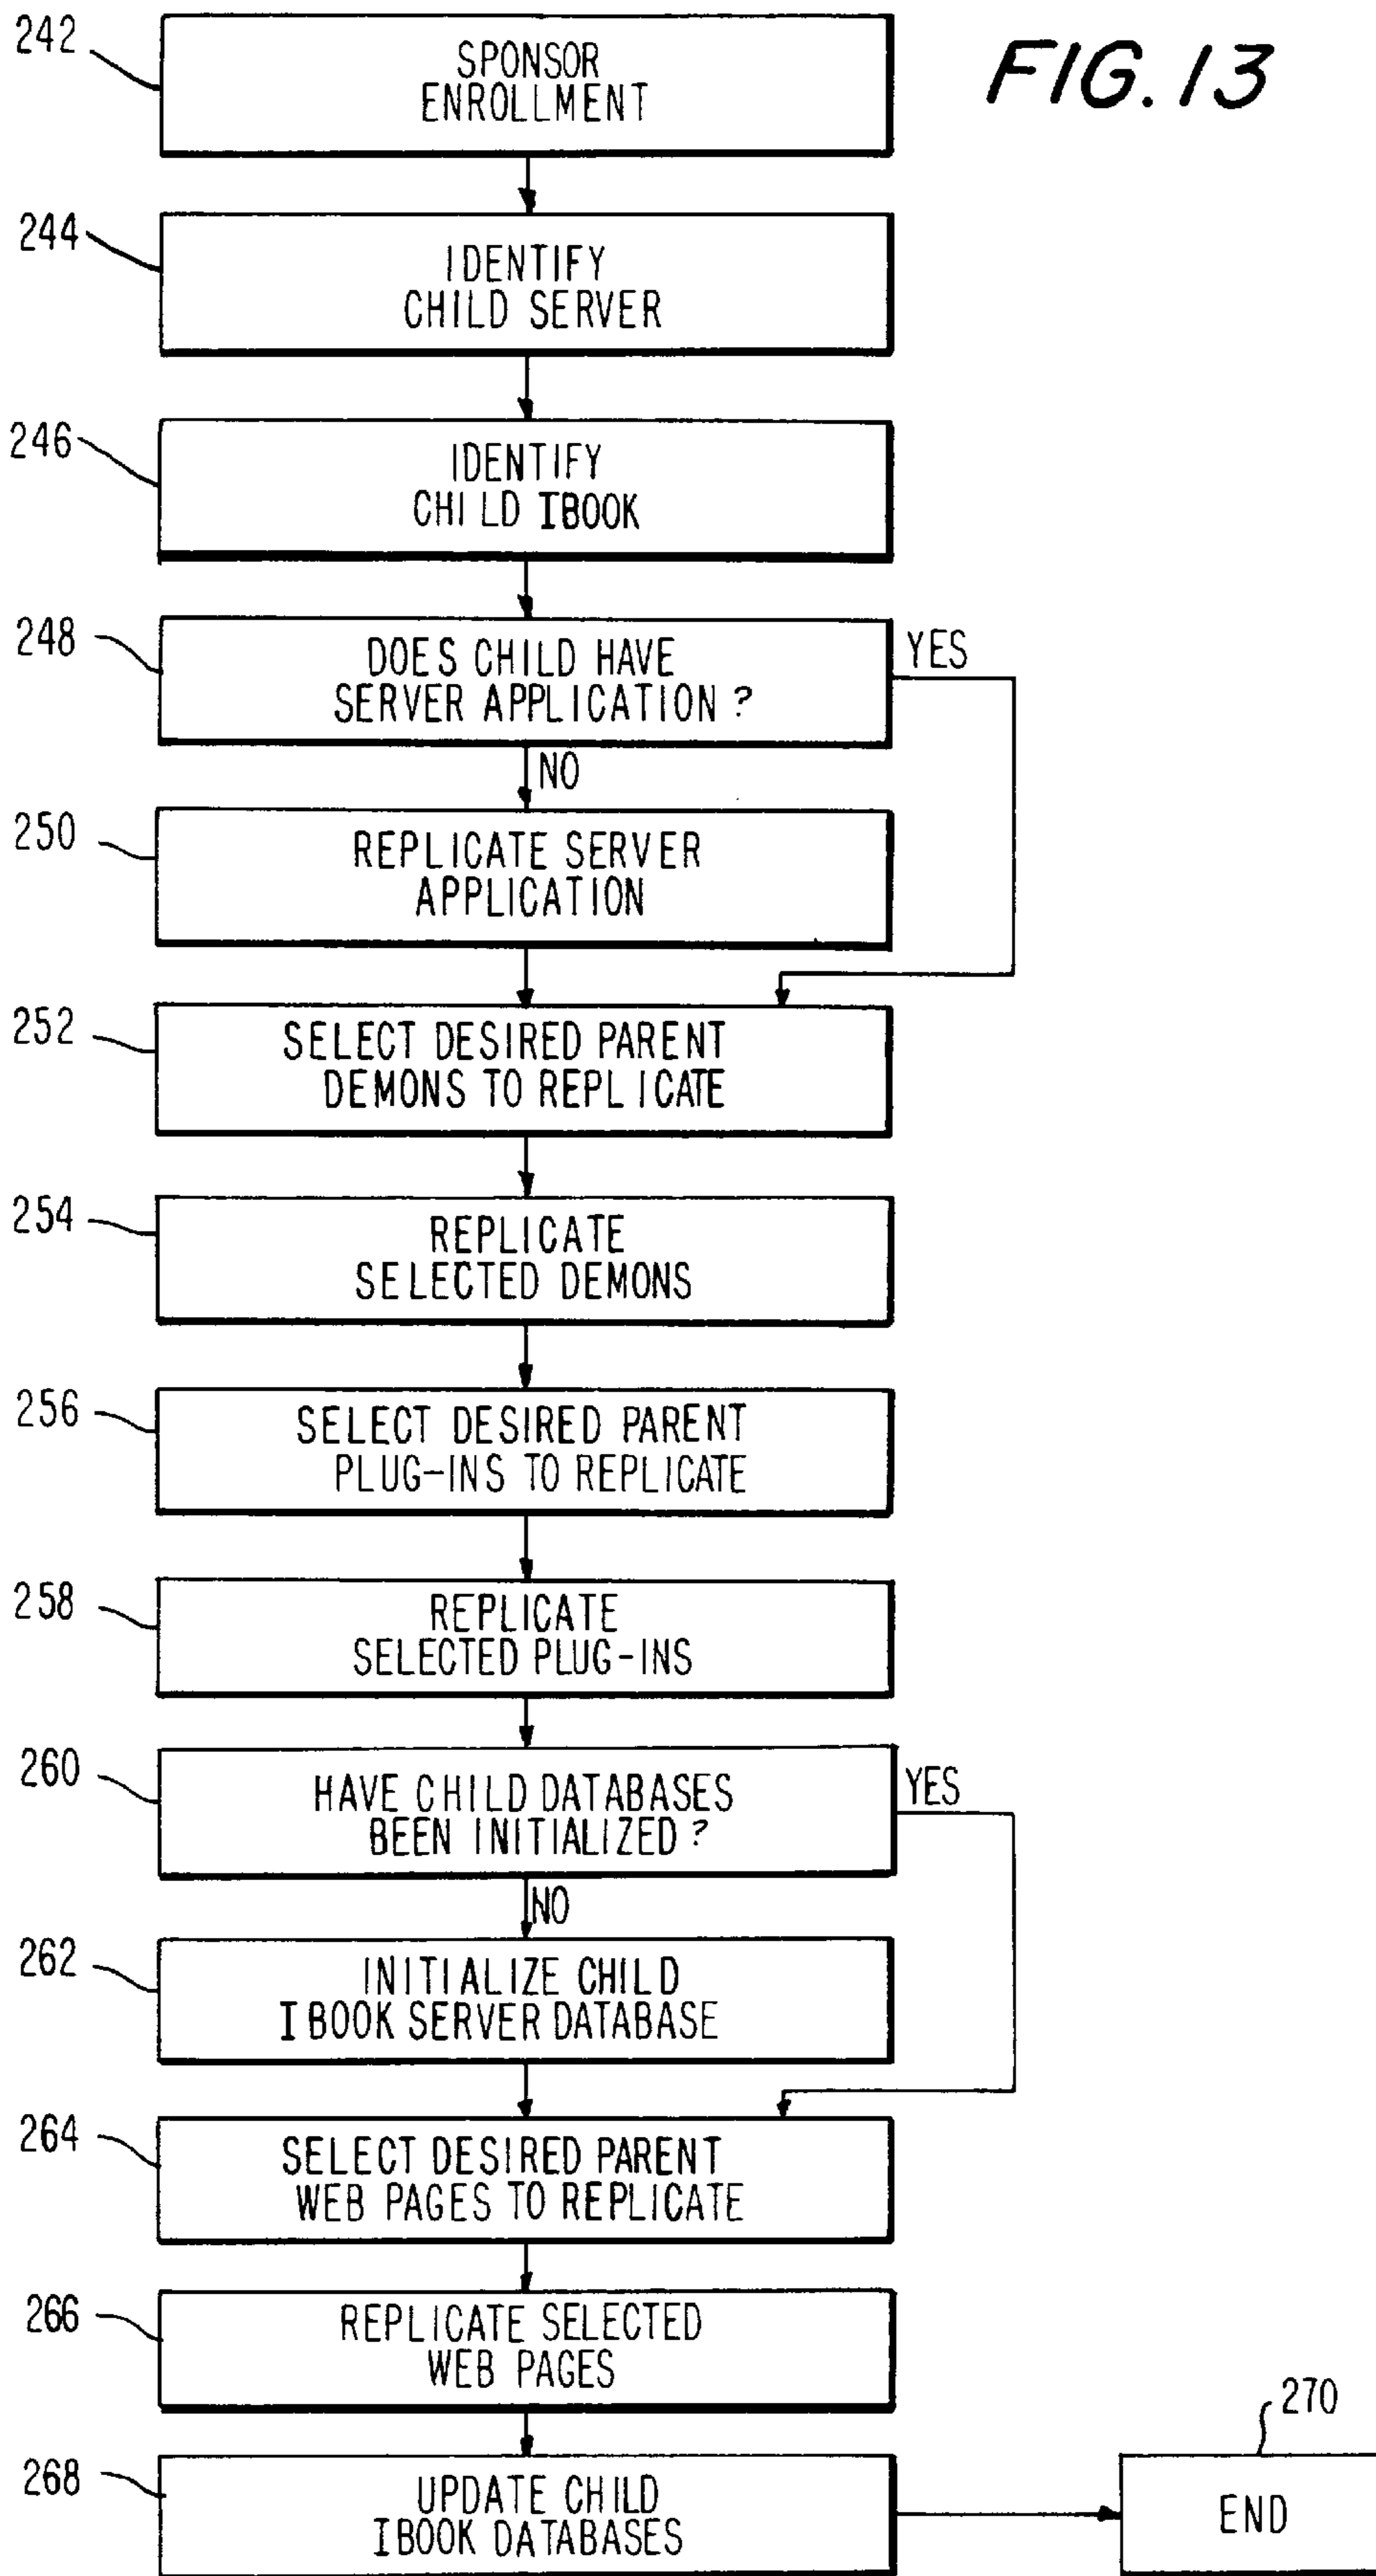 FIG. 13
242
SPONSOR
ENROLLMENT
244
IDENTIFY
CHILD SERVER
246
IDENTIFY
CHILD IBOOK
248
DOES CHILD HAVE
SERVER APPLICATION ?
YES
NO
250
REPLICATE SERVER
APPLICATION
252
SELECT DESIRED PARENT
DEMONS TO REPLICATE
254
REPLICATE
SELECTED DEMONS
256
SELECT DESIRED PARENT
PLUG-INS TO REPLICATE
258
REPLICATE
SELECTED PLUG-INS
260
HAVE CHILD DATABASES
BEEN INITIALIZED ?
YES
NO
262
INITIALIZE CHILD
IBOOK SERVER DATABASE
264
SELECT DESIRED PARENT
WEB PAGES TO REPLICATE
266
REPLICATE SELECTED
WEB PAGES
268
UPDATE CHILD
IBOOK DATABASES
270
END